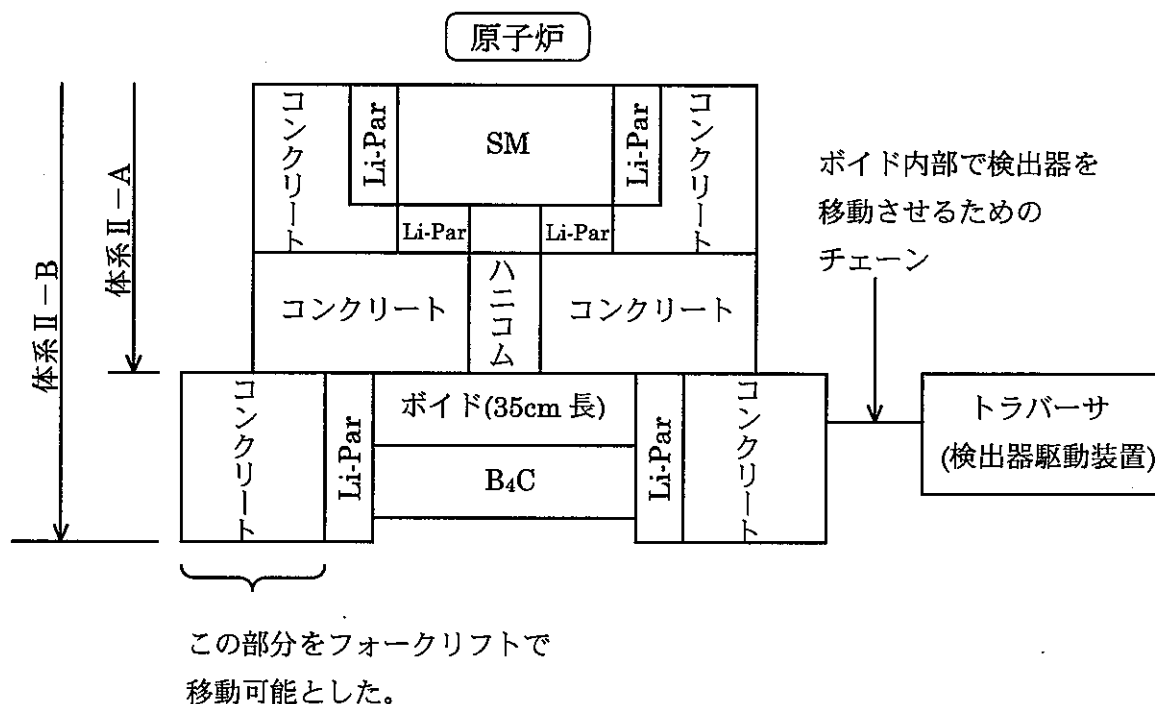 原子炉
コンクリート
Li-Par
SM
Li-Par
コンクリート
Li-Par
Li-Par
コンクリート
ハニコム
コンクリート
体系Ⅱ－A
体系Ⅱ－B
ボイド内部で検出器を
移動させるための
チェーン
コンクリート
Li-Par
ボイド(35cm 長)
B₄C
Li-Par
コンクリート
トラバーサ
(検出器駆動装置)
この部分をフォークリフトで
移動可能とした。